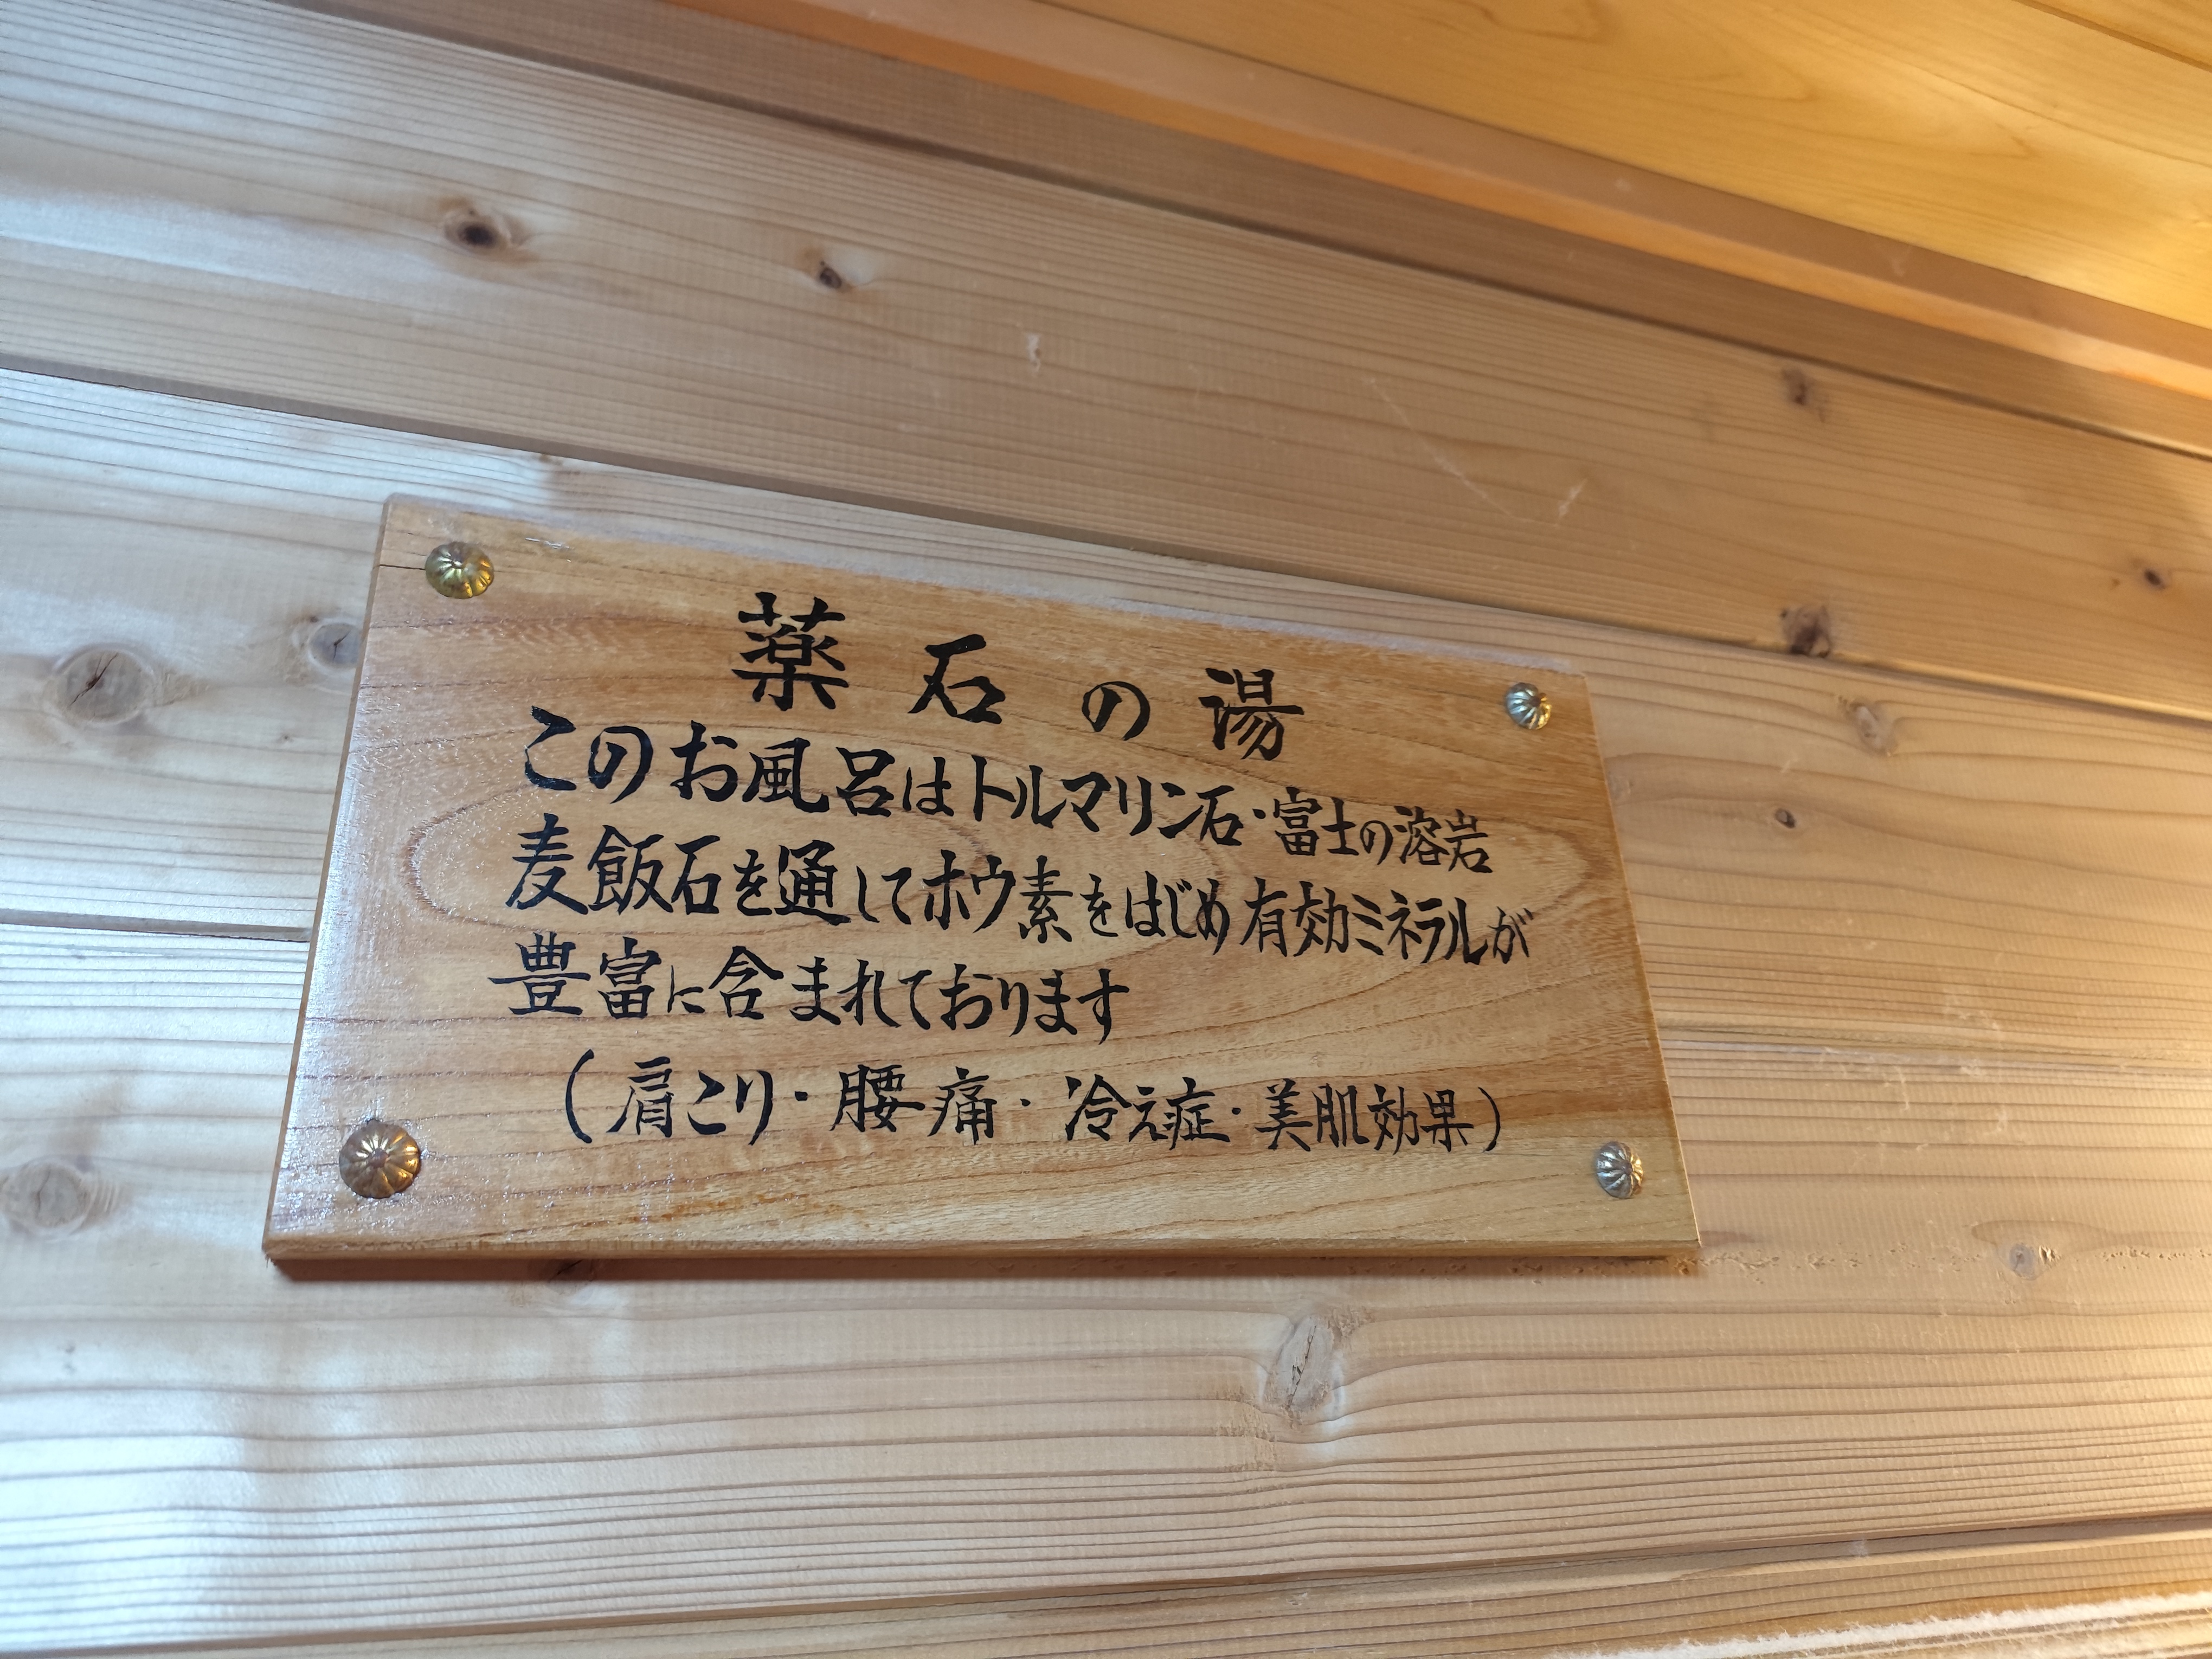 薬石の湯
このお風呂はトルマリン石・富士の溶岩
麦飯石を通してホウ素をはじめ有効ミネラルが
豊富に含まれております
(肩こり・腰痛・冷え症・美肌効果)